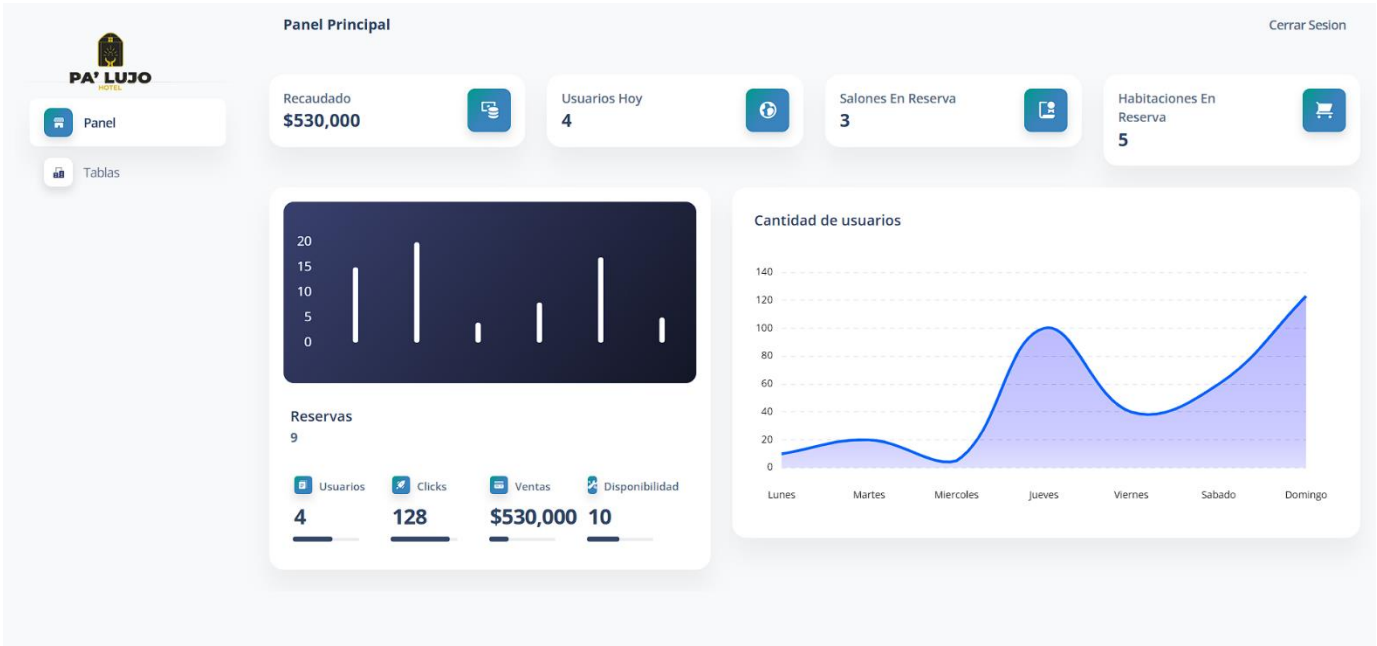 PA' LUJO
HOTEL
Panel
Tablas
Panel Principal
Cerrar Sesion
Recaudado
$530,000
Usuarios Hoy
4
Salones En Reserva
3
Habitaciones En
Reserva
5
20
15
10
5
0
Reservas
9
Usuarios
4
Clicks
128
Ventas
$530,000
Disponibilidad
10
Cantidad de usuarios
140
120
100
80
60
40
20
0
Lunes Martes Miercoles Jueves Viernes Sabado Domingo